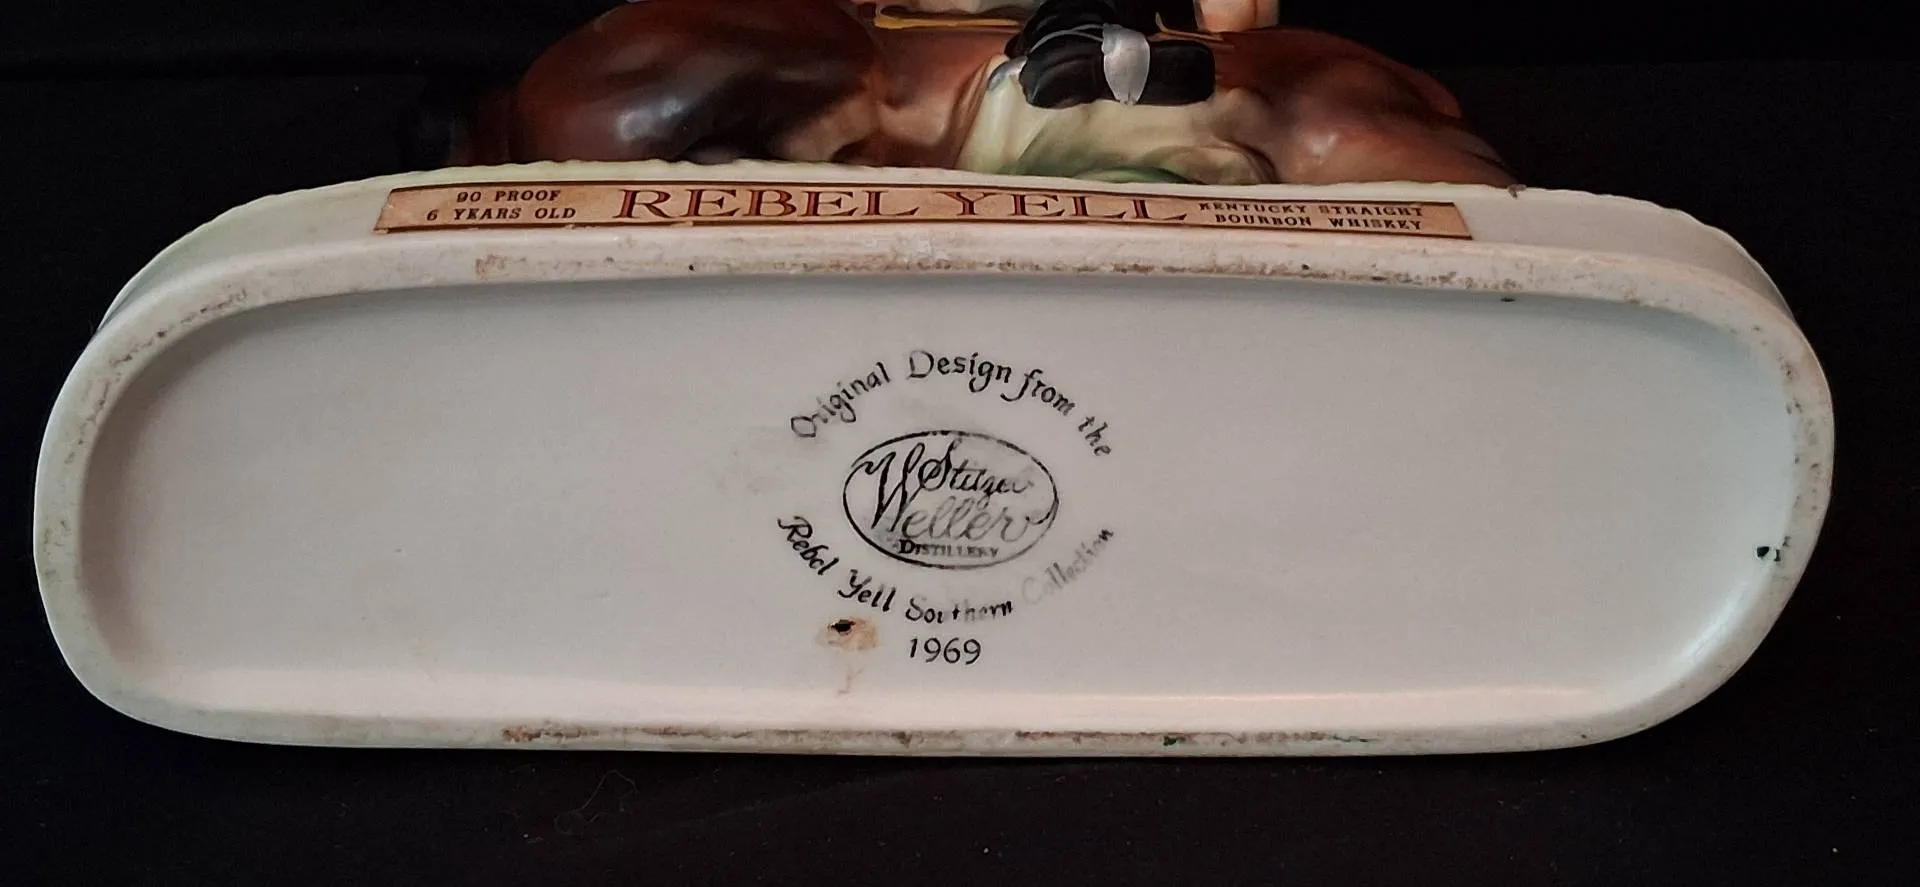 90 PROOF
6 YEARS OLD
REBEL YELL
KENTUCKY STRAIGHT
BOURBON WHISKEY
Original Design from the
Stitzel
Weller
DISTILLERY
Rebel Yell Southern Collection
1969